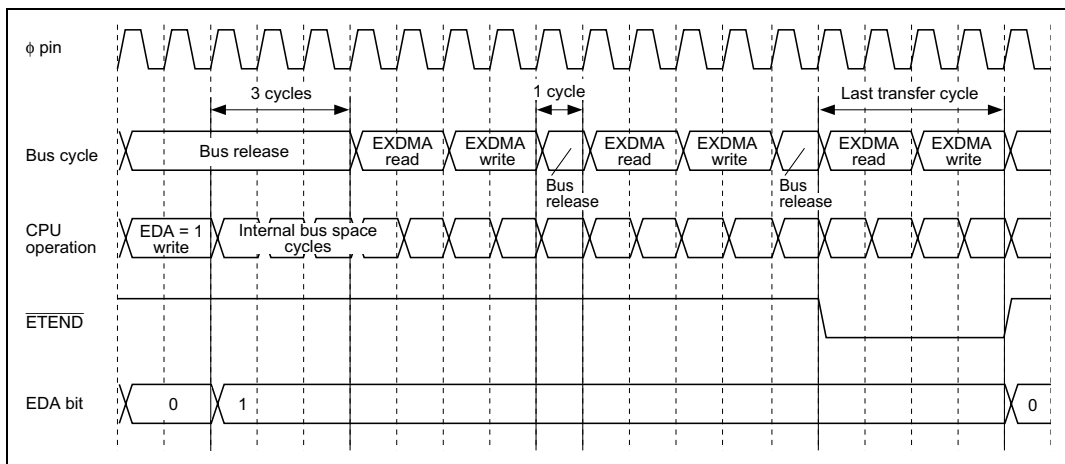 φ pin
3 cycles
1 cycle
Last transfer cycle
Bus cycle
Bus release
EXDMA
read
EXDMA
write
Bus
release
EXDMA
read
EXDMA
write
Bus
release
EXDMA
read
EXDMA
write
CPU
operation
EDA = 1
write
Internal bus space
cycles
ETEND
EDA bit
0
1
0